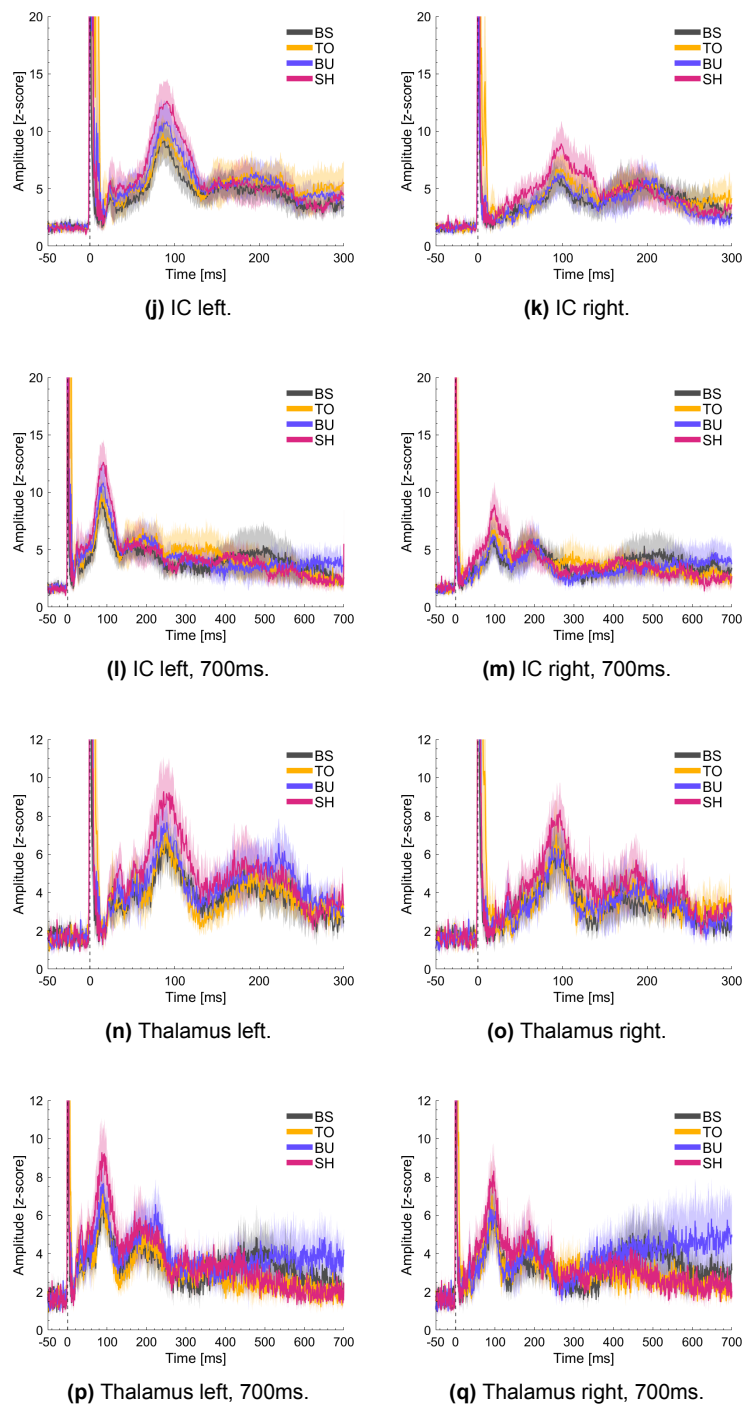 20
15
10
5
0
Amplitude [z-score]
BS
TO
BU
SH
-50 0 100 200 300
Time [ms]
(j) IC left.
20
15
10
5
0
Amplitude [z-score]
BS
TO
BU
SH
-50 0 100 200 300
Time [ms]
(k) IC right.
20
15
10
5
0
Amplitude [z-score]
BS
TO
BU
SH
-50 0 100 200 300 400 500 600 700
Time [ms]
(l) IC left, 700ms.
20
15
10
5
0
Amplitude [z-score]
BS
TO
BU
SH
-50 0 100 200 300 400 500 600 700
Time [ms]
(m) IC right, 700ms.
12
10
8
6
4
2
0
Amplitude [z-score]
BS
TO
BU
SH
-50 0 100 200 300
Time [ms]
(n) Thalamus left.
12
10
8
6
4
2
0
Amplitude [z-score]
BS
TO
BU
SH
-50 0 100 200 300
Time [ms]
(o) Thalamus right.
12
10
8
6
4
2
0
Amplitude [z-score]
BS
TO
BU
SH
-50 0 100 200 300 400 500 600 700
Time [ms]
(p) Thalamus left, 700ms.
12
10
8
6
4
2
0
Amplitude [z-score]
BS
TO
BU
SH
-50 0 100 200 300 400 500 600 700
Time [ms]
(q) Thalamus right, 700ms.